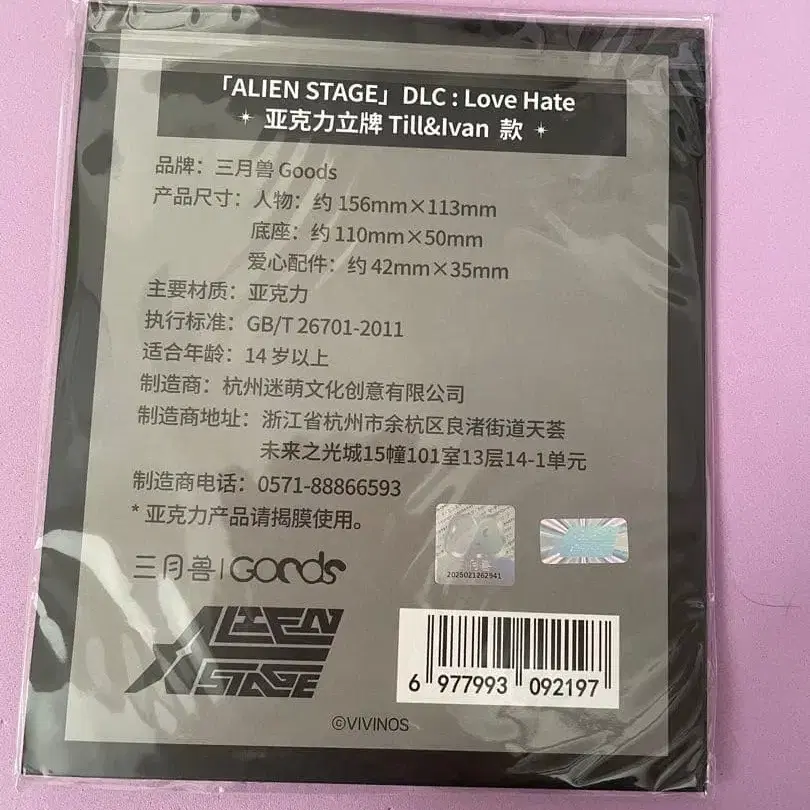 「ALIEN STAGE」DLC : Love Hate
亚克力立牌 Till&Ivan 款
品牌：三月兽 Goods
产品尺寸：人物：约 156mm×113mm
底座：约 110mm×50mm
爱心配件：约 42mm×35mm
主要材质：亚克力
执行标准：GB/T 26701-2011
适合年龄：14 岁以上
制造商：杭州迷萌文化创意有限公司
制造商地址：浙江省杭州市余杭区良渚街道天荟
未来之光城15幢101室13层14-1单元
制造商电话：0571-88866593
* 亚克力产品请揭膜使用。
三月兽
2025021262941
三月兽 | Goods
ALIEN
STAGE
6 977993 092197
©VIVINOS